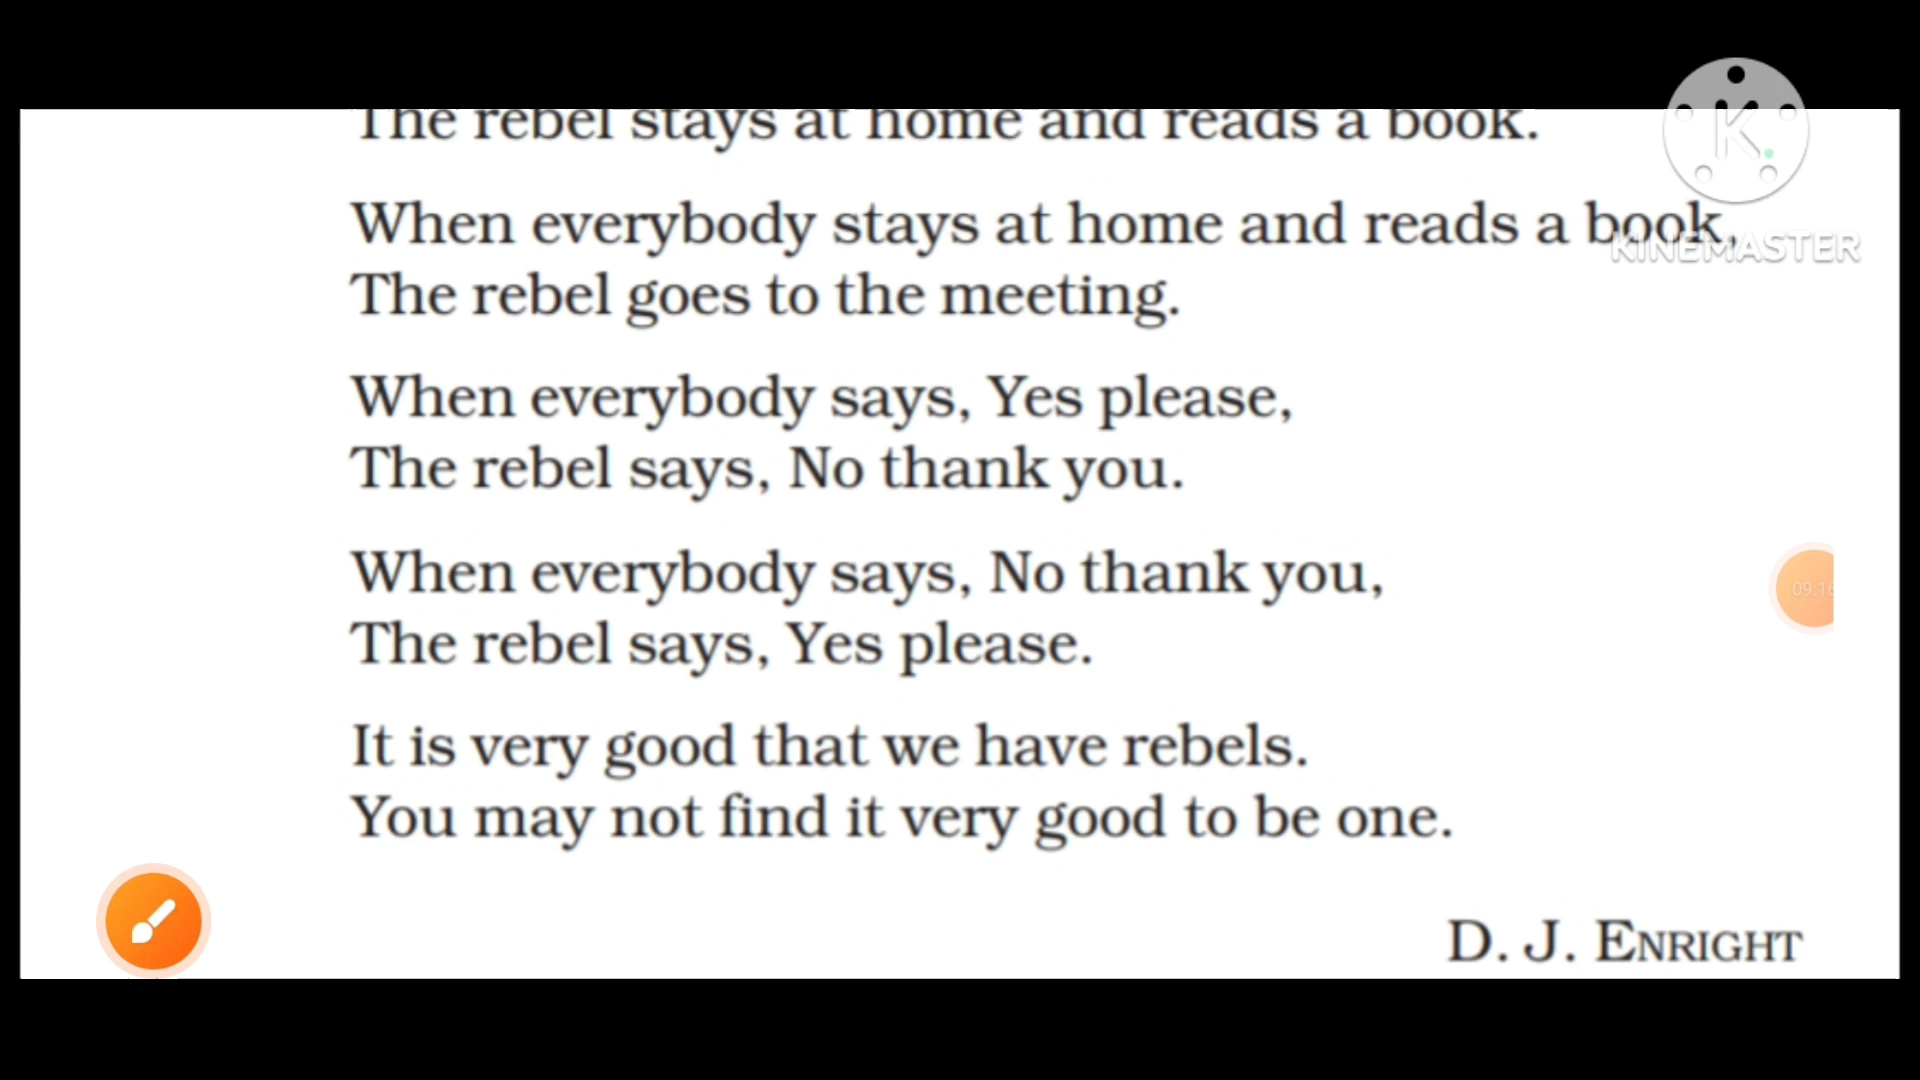 The rebel stays at home and reads a book.
When everybody stays at home and reads a book,
The rebel goes to the meeting.
When everybody says, Yes please,
The rebel says, No thank you.
When everybody says, No thank you,
The rebel says, Yes please.
It is very good that we have rebels.
You may not find it very good to be one.
D. J. ENRIGHT
K.
KINEMASTER
09:16